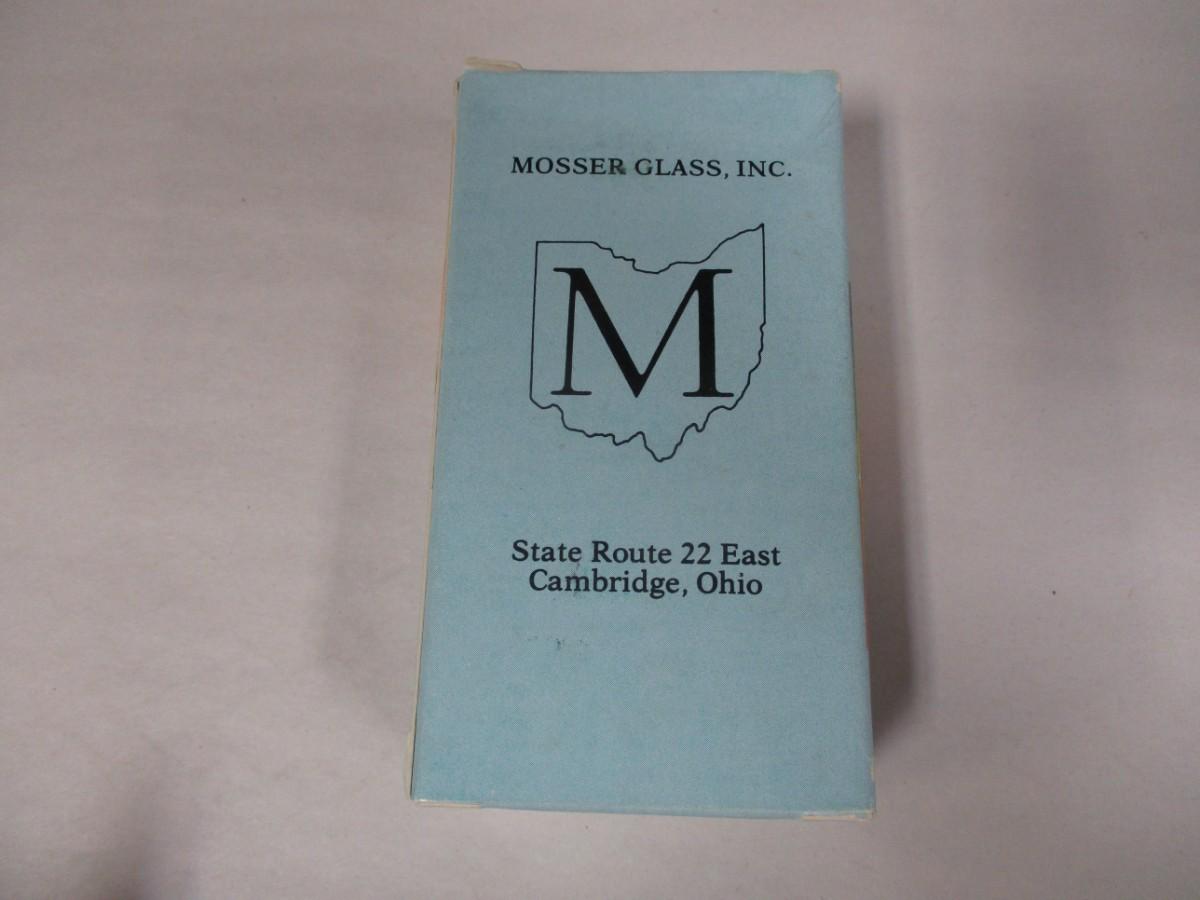 MOSSER GLASS, INC.
M
State Route 22 East
Cambridge, Ohio